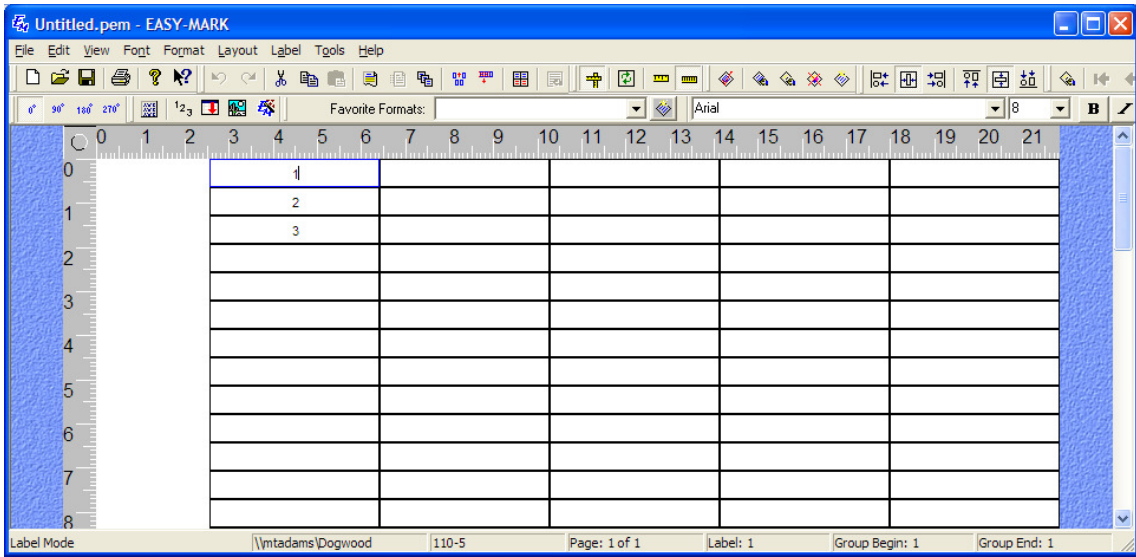 Untitled.pem - EASY-MARK
File Edit View Font Format Layout Label Tools Help
0° 90° 180° 270° 123 Favorite Formats: Arial 8 B I
0 1 2 3 4 5 6 7 8 9 10 11 12 13 14 15 16 17 18 19 20 21
0 1
2
1
3
2
3
4
5
6
7
8
Label Mode \\mtadams\Dogwood 110-5 Page: 1 of 1 Label: 1 Group Begin: 1 Group End: 1